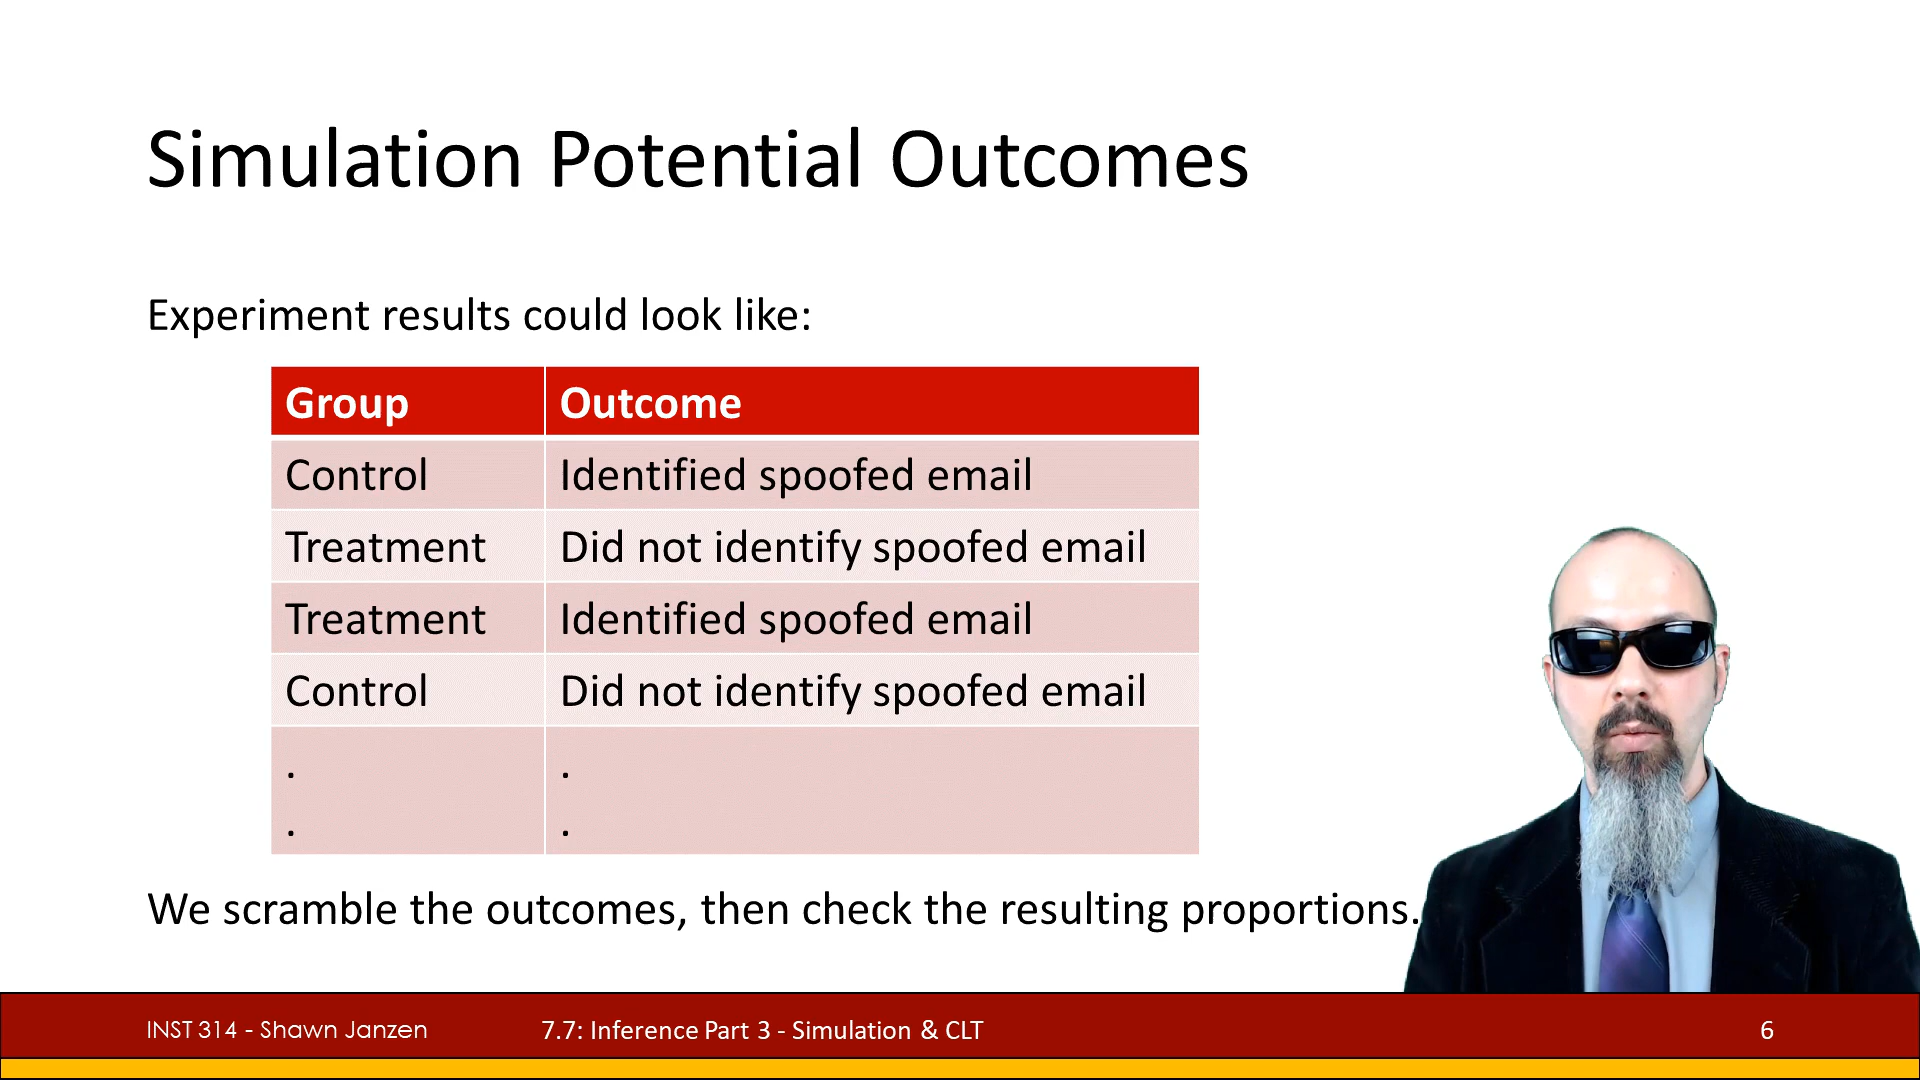 Simulation Potential Outcomes
Experiment results could look like:
Group Outcome
Control Identified spoofed email
Treatment Did not identify spoofed email
Treatment Identified spoofed email
Control Did not identify spoofed email
. .
. .
We scramble the outcomes, then check the resulting proportions.
INST 314 - Shawn Janzen 7.7: Inference Part 3 - Simulation & CLT 6